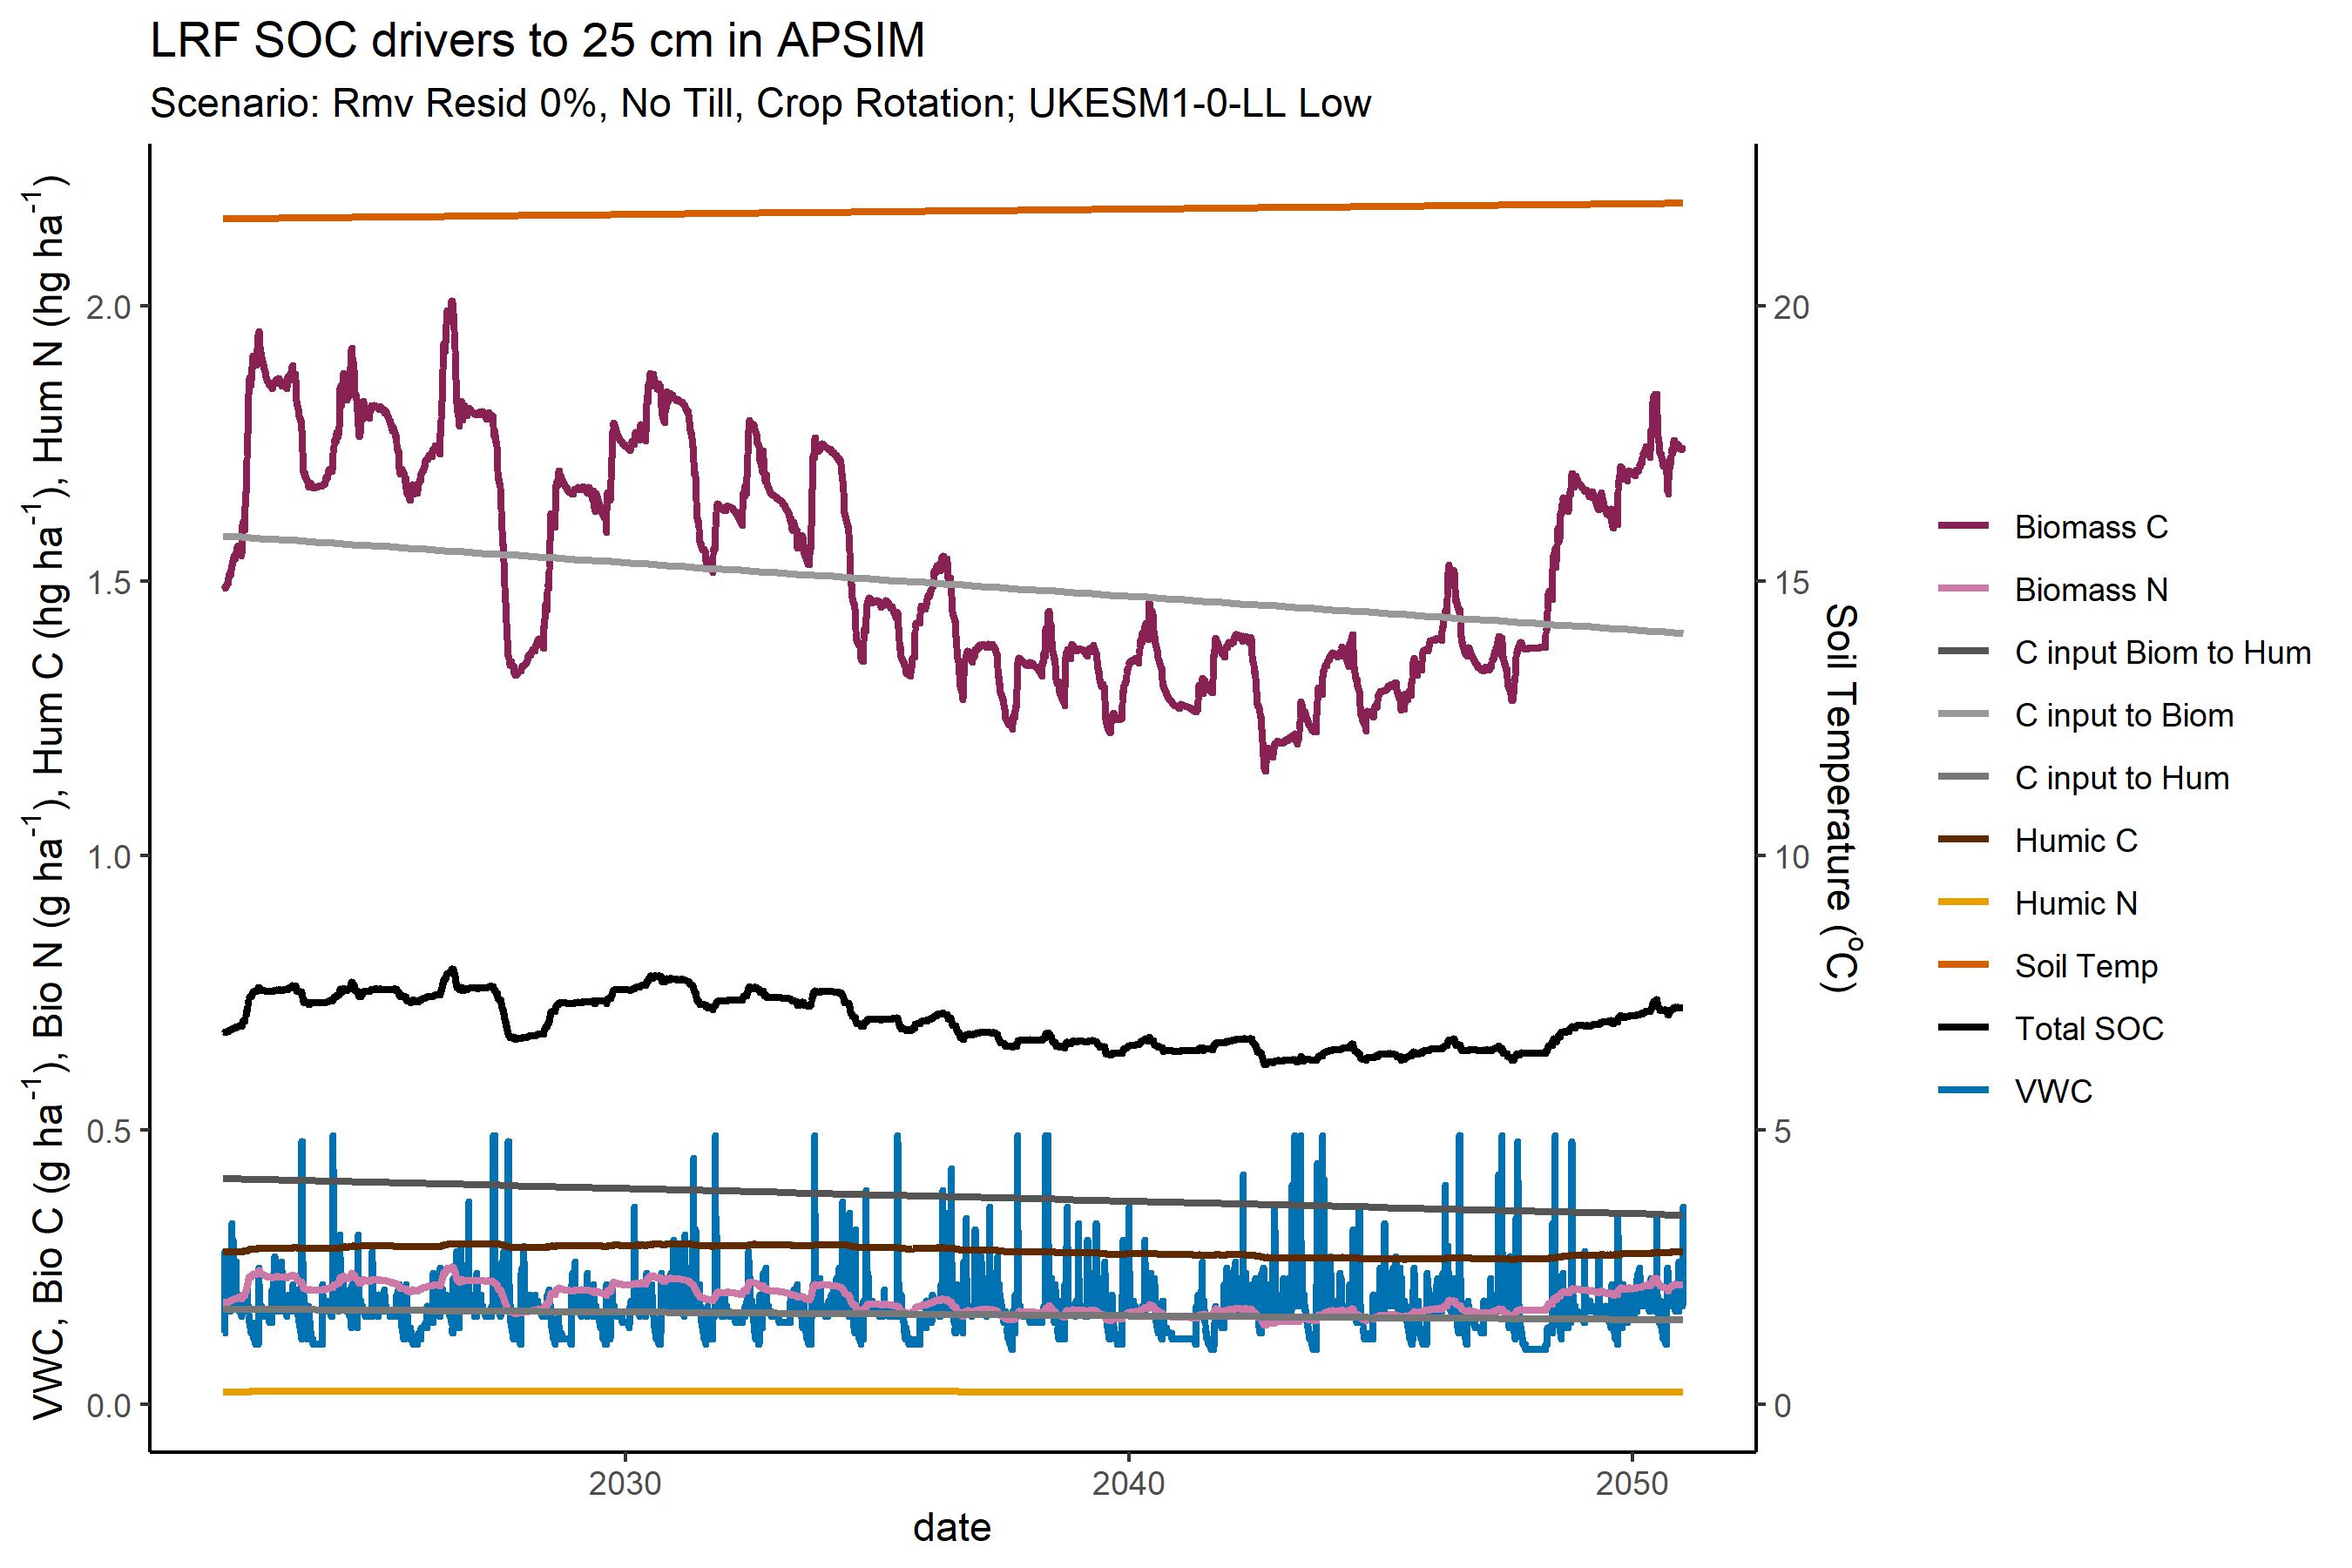 LRF SOC drivers to 25 cm in APSIM
Scenario: Rmv Resid 0%, No Till, Crop Rotation; UKESM1-0-LL Low
VWC, Bio C (g ha⁻¹), Bio N (g ha⁻¹), Hum C (hg ha⁻¹), Hum N (hg ha⁻¹)
2.0
1.5
1.0
0.5
0.0
20
15
10
5
0
Soil Temperature (°C)
2030
2040
2050
date
Biomass C
Biomass N
C input Biom to Hum
C input to Biom
C input to Hum
Humic C
Humic N
Soil Temp
Total SOC
VWC